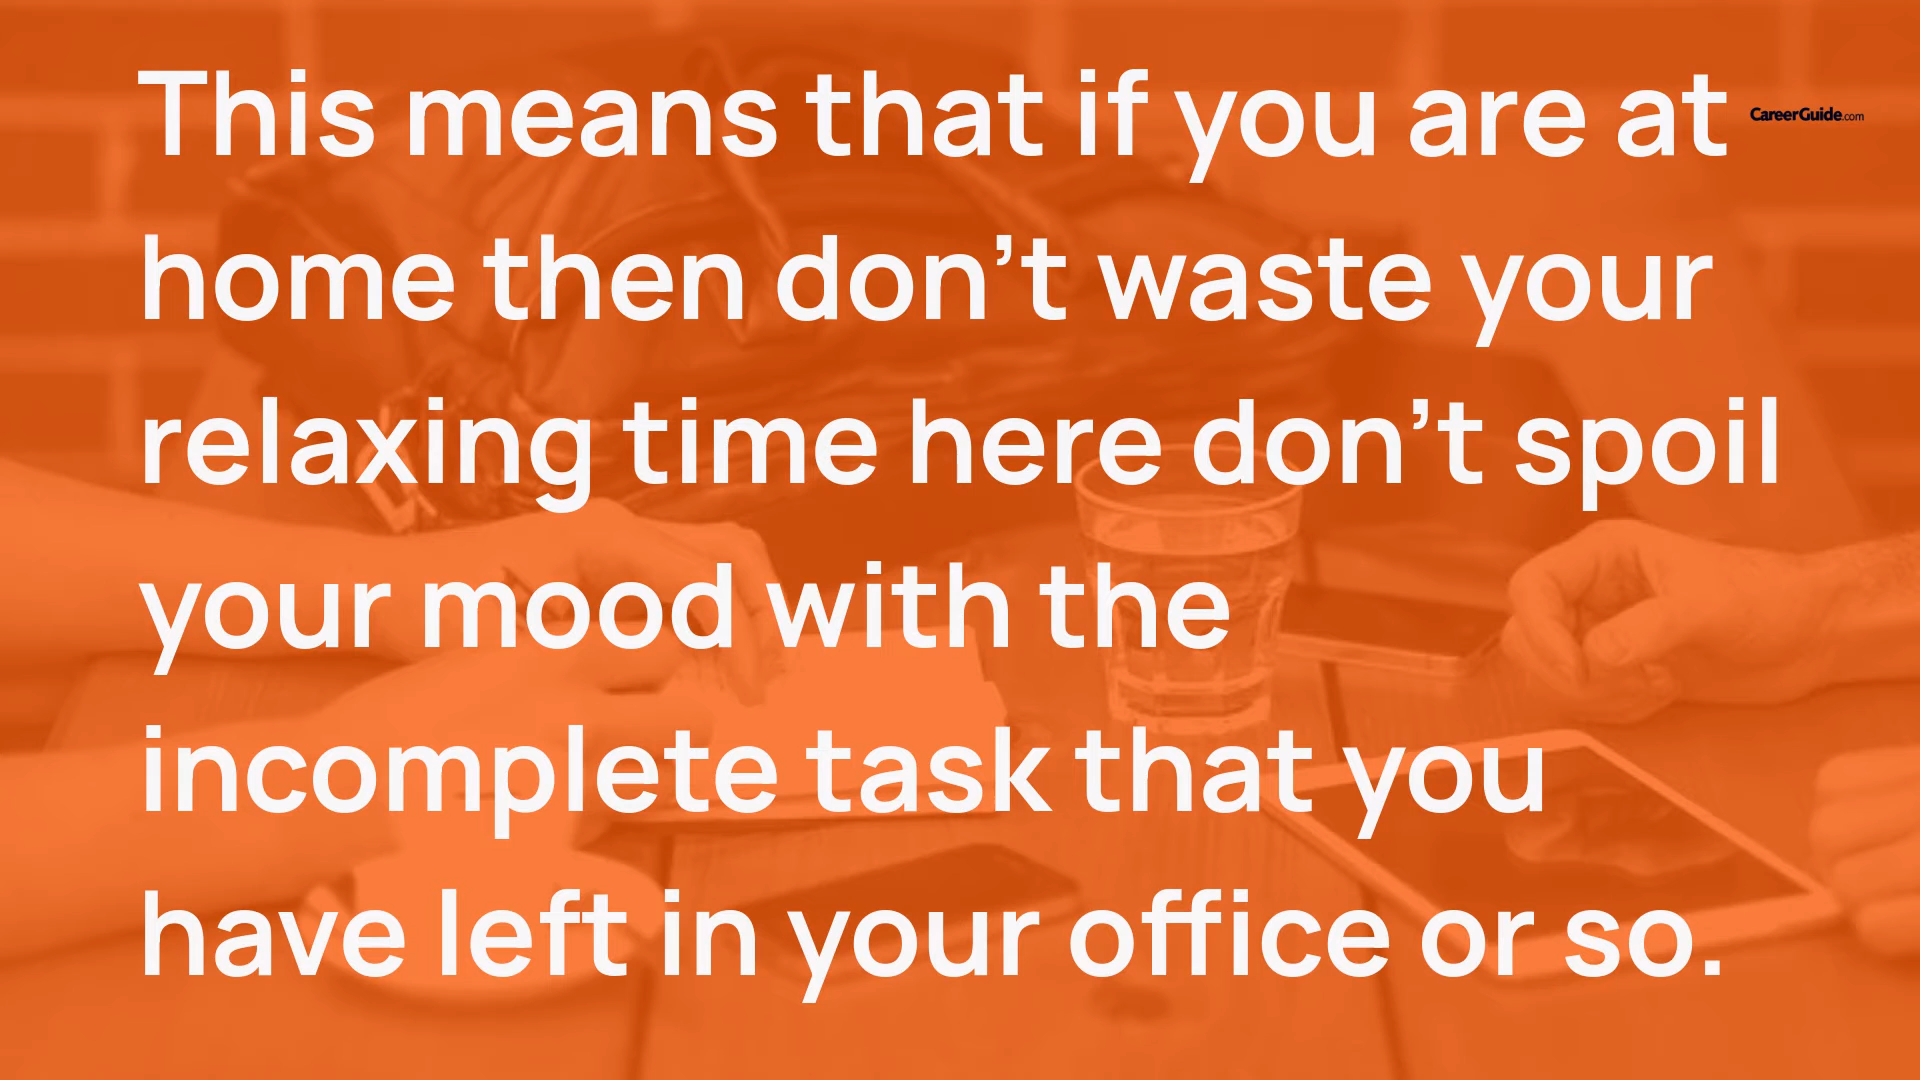 This means that if you are at
CareerGuide.com
home then don’t waste your
relaxing time here don’t spoil
your mood with the
incomplete task that you
have left in your office or so.